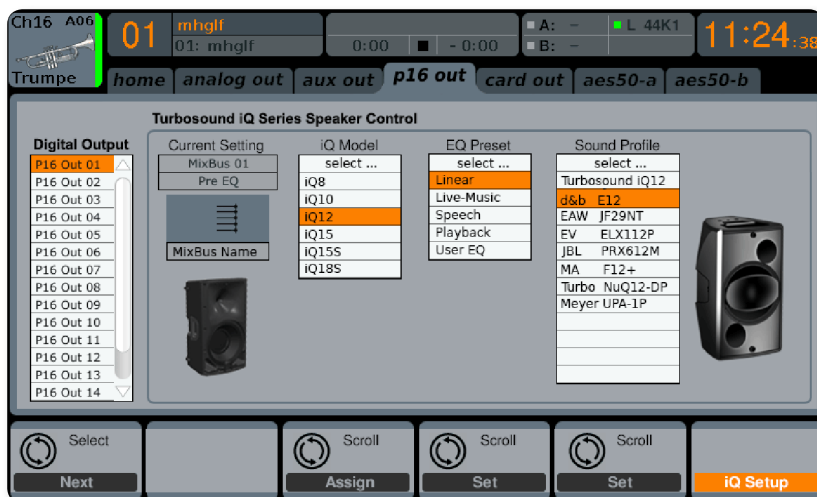 Ch16 A06
Trumpe
01
mhglf
01: mhglf
0:00 - 0:00
A: -
B: -
L 44K1
11:24:38
home analog out aux out p16 out card out aes50-a aes50-b
Turbosound iQ Series Speaker Control
Digital Output
P16 Out 01
P16 Out 02
P16 Out 03
P16 Out 04
P16 Out 05
P16 Out 06
P16 Out 07
P16 Out 08
P16 Out 09
P16 Out 10
P16 Out 11
P16 Out 12
P16 Out 13
P16 Out 14
Current Setting
MixBus 01
Pre EQ
MixBus Name
iQ Model
select ...
iQ8
iQ10
iQ12
iQ15
iQ15S
iQ18S
EQ Preset
select ...
Linear
Live-Music
Speech
Playback
User EQ
Sound Profile
select ...
Turbosound iQ12
d&b E12
EAW JF29NT
EV ELX112P
JBL PRX612M
MA F12+
Turbo NuQ12-DP
Meyer UPA-1P
Select
Next
Scroll
Assign
Scroll
Set
Scroll
Set
iQ Setup